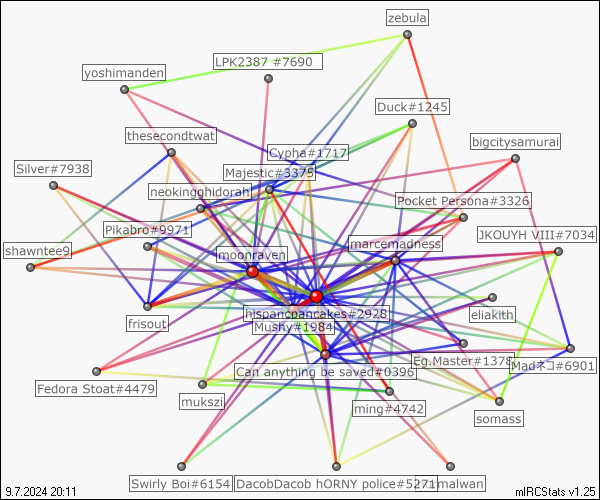 zebula
LPK2387 #7690
yoshimanden
Duck#1245
thesecondtwat
bigcitysamurai
Cypha#1717
Silver#7938
Majestic#3375
neokingghidorah
Pocket Persona#3326
Pikabro#9971
JKOUYH VIII#7034
marcemadness
shawntee9
moonraven
hispancpancakes#2928
eliakith
frisout
Mushy#1984
Eg.Master#1378
Madネコ#6901
Can anything be saved#0396
Fedora Stoat#4479
mukszi
ming#4742
somass
Swirly Boi#6154
DacobDacob hORNY police#5271
malwan
9.7.2024 20:11
mIRCStats v1.25